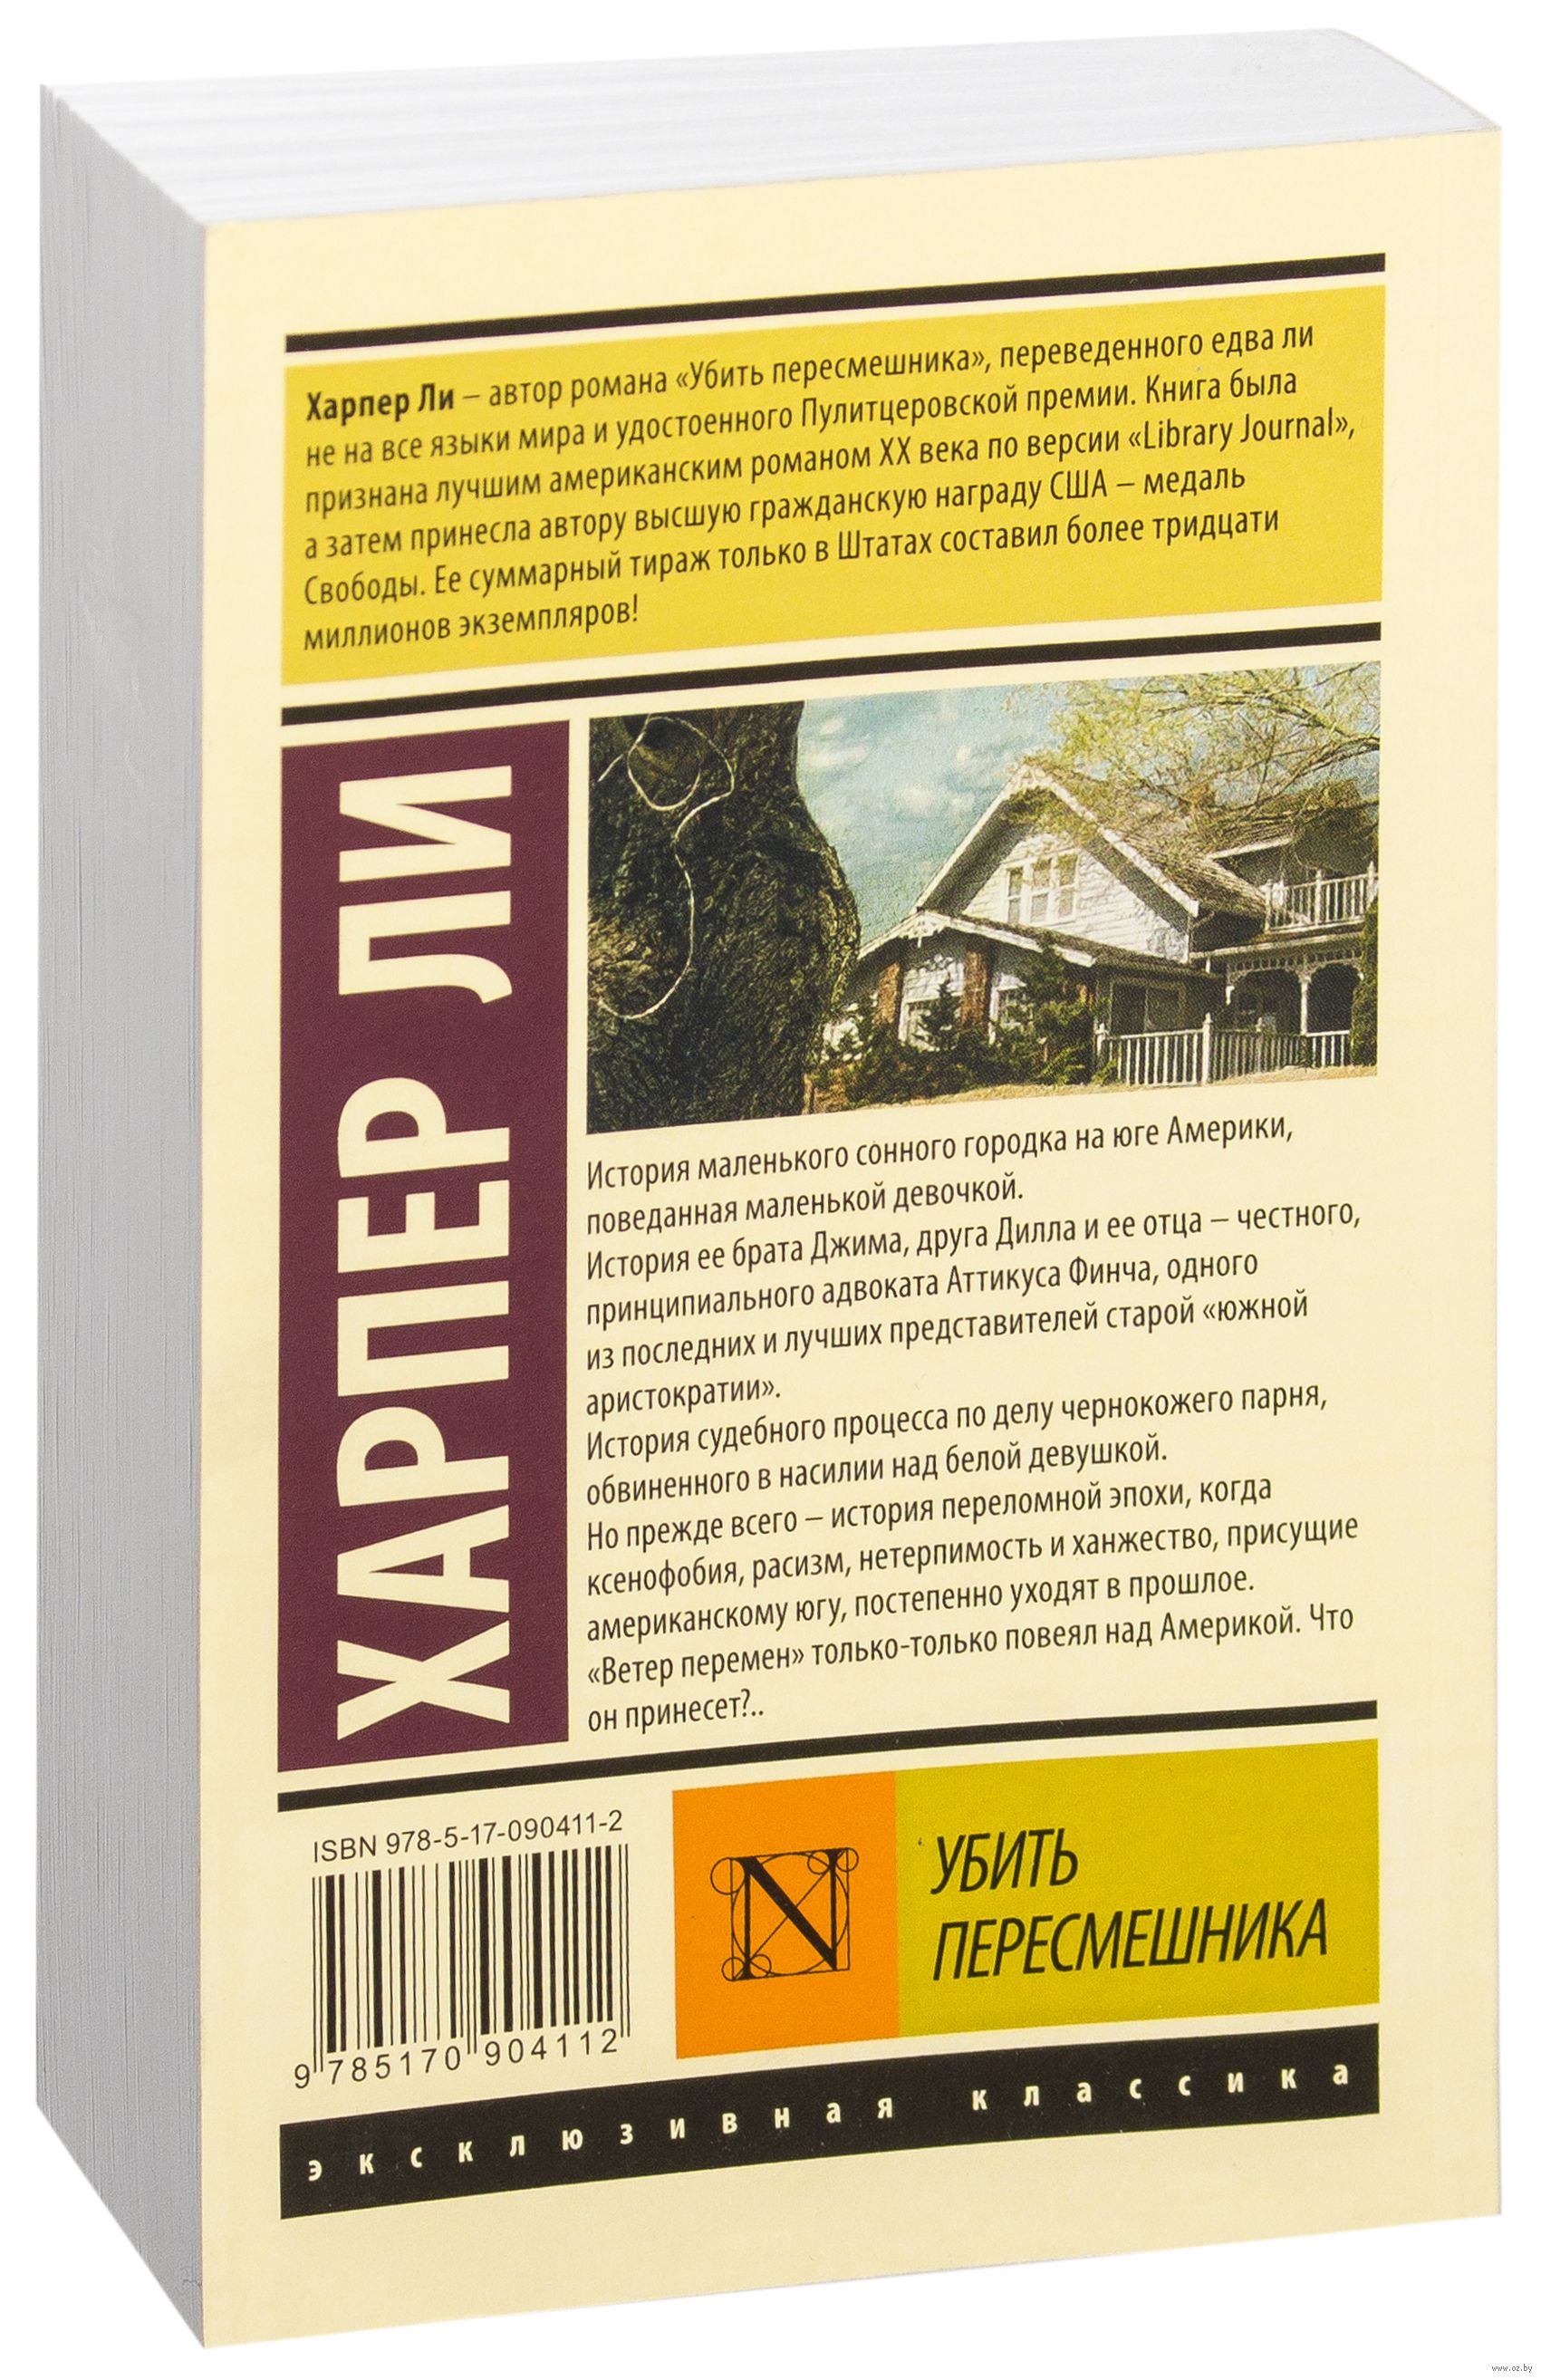 Харпер Ли – автор романа «Убить пересмешника», переведенного едва ли
не на все языки мира и удостоенного Пулитцеровской премии. Книга была
признана лучшим американским романом XX века по версии «Library Journal»,
а затем принесла автору высшую гражданскую награду США – медаль
Свободы. Ее суммарный тираж только в Штатах составил более тридцати
миллионов экземпляров!
ХАРПЕР ЛИ
История маленького сонного городка на юге Америки,
поведанная маленькой девочкой.
История ее брата Джима, друга Дилла и ее отца – честного,
принципиального адвоката Аттикуса Финча, одного
из последних и лучших представителей старой «южной
аристократии».
История судебного процесса по делу чернокожего парня,
обвиненного в насилии над белой девушкой.
Но прежде всего – история переломной эпохи, когда
ксенофобия, расизм, нетерпимость и ханжество, присущие
американскому югу, постепенно уходят в прошлое.
«Ветер перемен» только-только повеял над Америкой. Что
он принесет?..
ISBN 978-5-17-090411-2
9 785170 904112
N
УБИТЬ
ПЕРЕСМЕШНИКА
эксклюзивная классика
www.oz.by